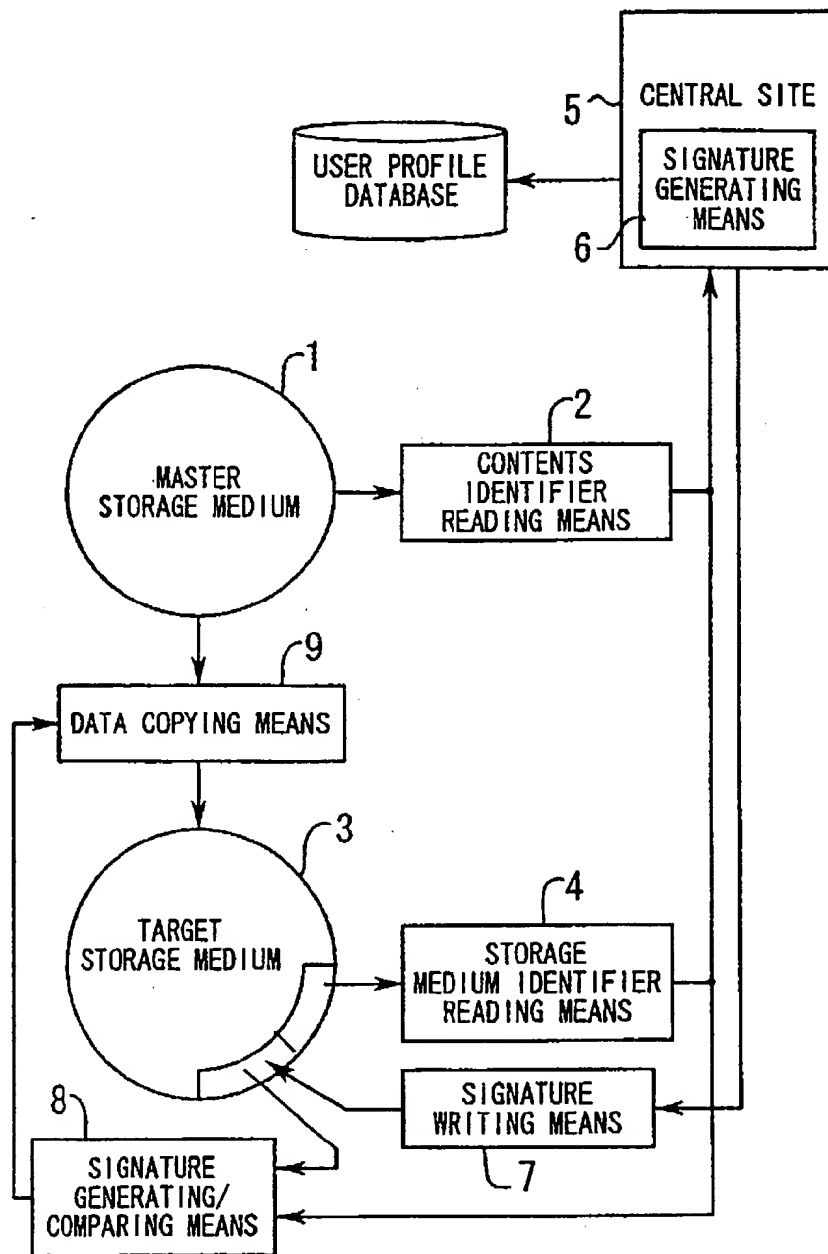 5
CENTRAL SITE
SIGNATURE
GENERATING
MEANS
6
USER PROFILE
DATABASE
1
MASTER
STORAGE MEDIUM
2
CONTENTS
IDENTIFIER
READING MEANS
9
DATA COPYING MEANS
3
TARGET
STORAGE MEDIUM
4
STORAGE
MEDIUM IDENTIFIER
READING MEANS
SIGNATURE
WRITING MEANS
7
8
SIGNATURE
GENERATING/
COMPARING MEANS